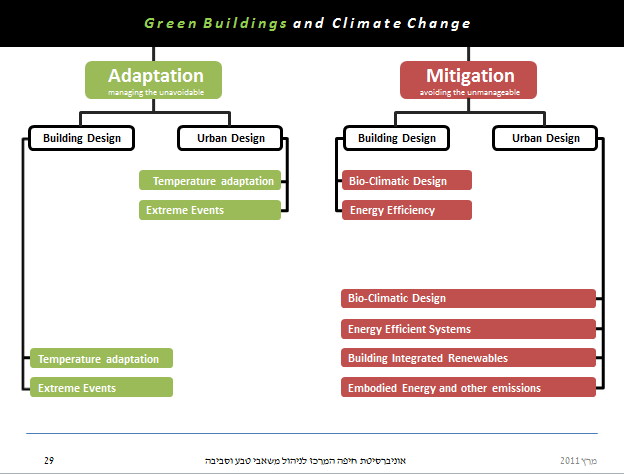 Green Buildings and Climate Change
Adaptation
managing the unavoidable
Mitigation
avoiding the unmanageable
Building Design
Urban Design
Building Design
Urban Design
Temperature adaptation
Extreme Events
Bio-Climatic Design
Energy Efficiency
Bio-Climatic Design
Energy Efficient Systems
Building Integrated Renewables
Embodied Energy and other emissions
Temperature adaptation
Extreme Events
29
אוניברסיטת חיפה המרכז לניהול משאבי טבע וסביבה
מרץ 2011